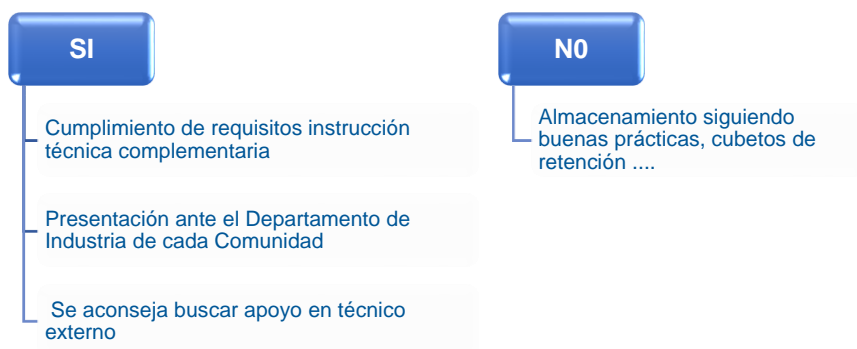 SI
Cumplimiento de requisitos instrucción
técnica complementaria
Presentación ante el Departamento de
Industria de cada Comunidad
Se aconseja buscar apoyo en técnico
externo
N0
Almacenamiento siguiendo
buenas prácticas, cubetos de
retención ....